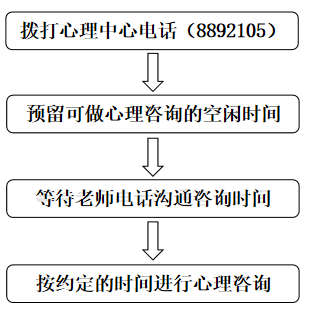 拨打心理中心电话（8892105）
预留可做心理咨询的空闲时间
等待老师电话沟通咨询时间
按约定的时间进行心理咨询